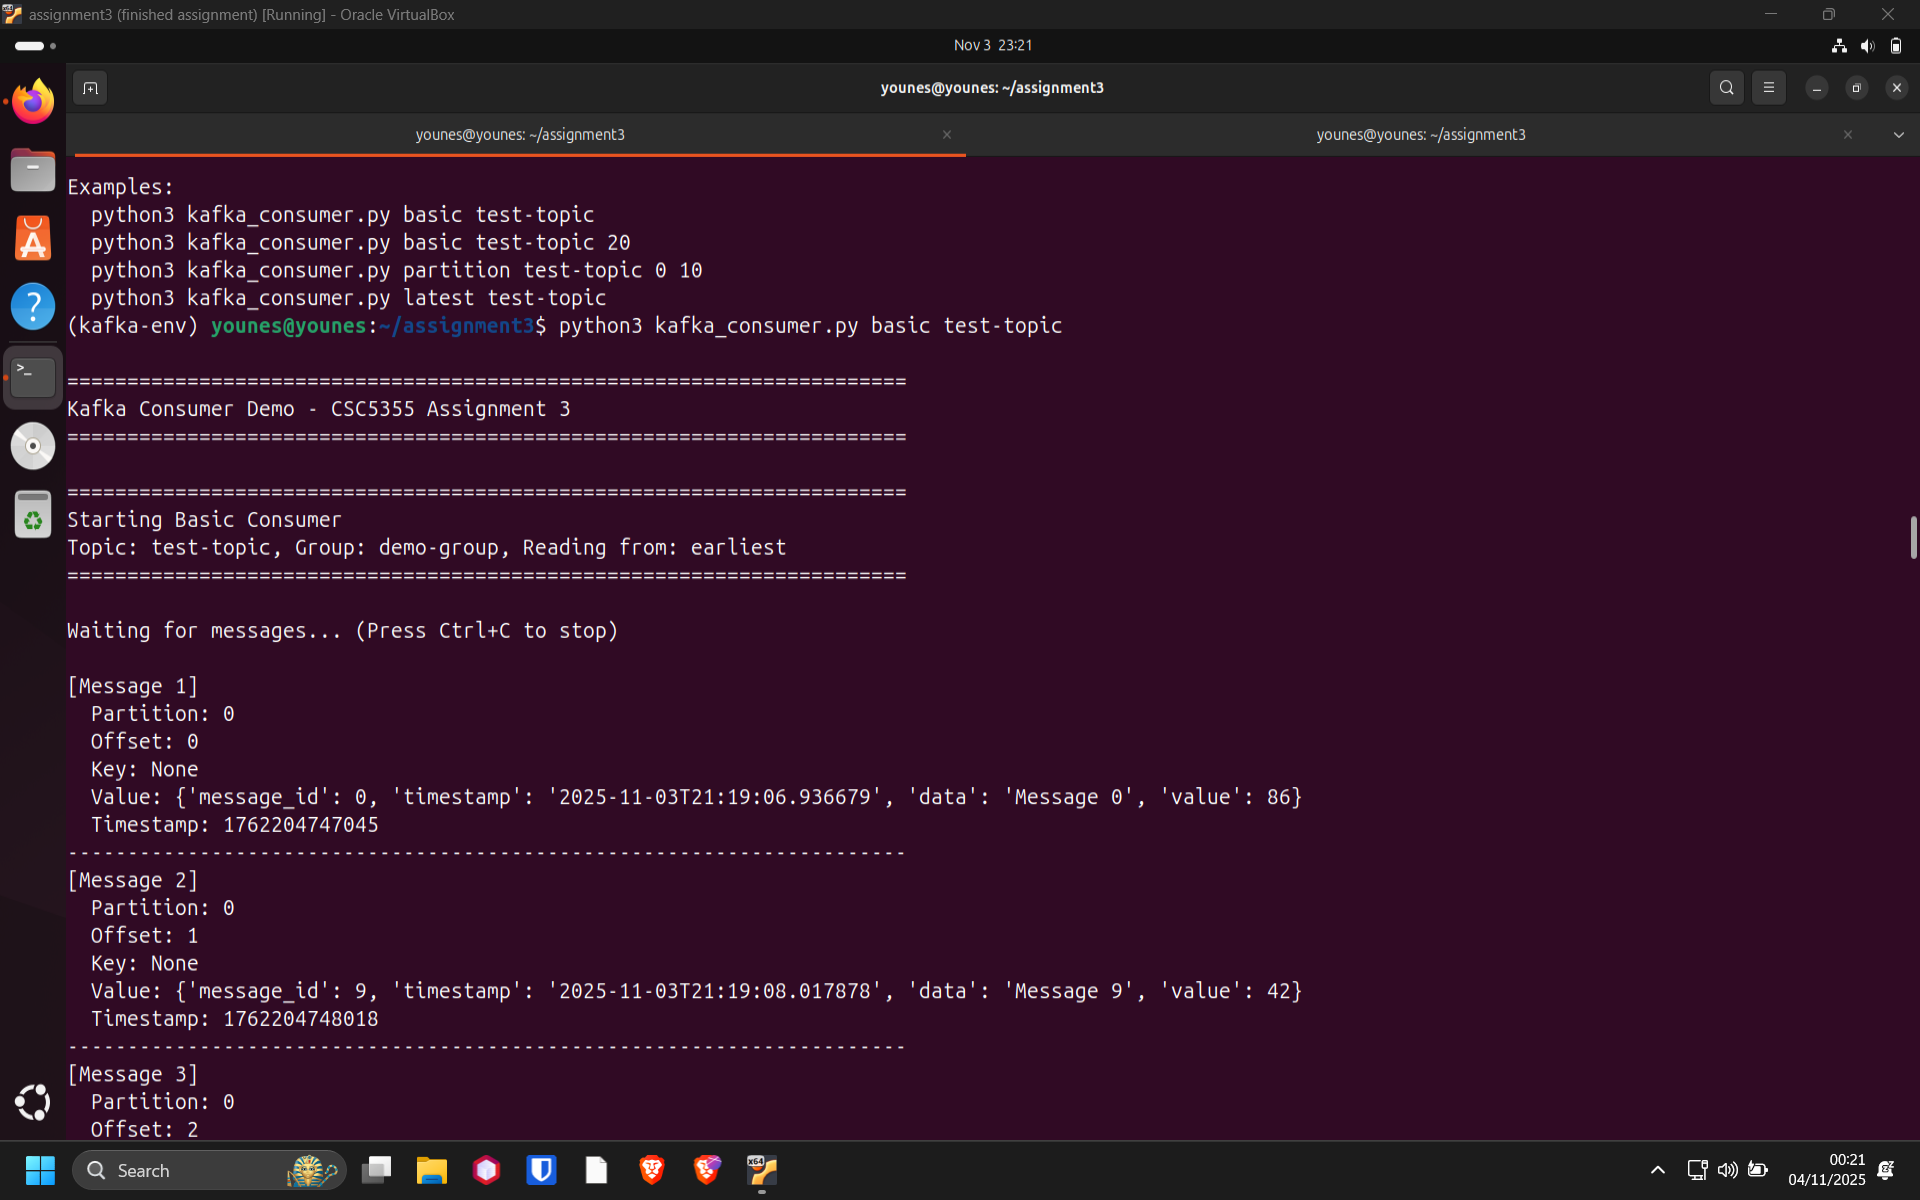 assignment3 (finished assignment) [Running] - Oracle VirtualBox
Nov 3 23:21
younes@younes: ~/assignment3
younes@younes: ~/assignment3
younes@younes: ~/assignment3
Examples:
  python3 kafka_consumer.py basic test-topic
  python3 kafka_consumer.py basic test-topic 20
  python3 kafka_consumer.py partition test-topic 0 10
  python3 kafka_consumer.py latest test-topic
(kafka-env) younes@younes:~/assignment3$ python3 kafka_consumer.py basic test-topic
======================================================================
Kafka Consumer Demo - CSC5355 Assignment 3
======================================================================
======================================================================
Starting Basic Consumer
Topic: test-topic, Group: demo-group, Reading from: earliest
======================================================================
Waiting for messages... (Press Ctrl+C to stop)
[Message 1]
  Partition: 0
  Offset: 0
  Key: None
  Value: {'message_id': 0, 'timestamp': '2025-11-03T21:19:06.936679', 'data': 'Message 0', 'value': 86}
  Timestamp: 1762204747045
----------------------------------------------------------------------
[Message 2]
  Partition: 0
  Offset: 1
  Key: None
  Value: {'message_id': 9, 'timestamp': '2025-11-03T21:19:08.017878', 'data': 'Message 9', 'value': 42}
  Timestamp: 1762204748018
----------------------------------------------------------------------
[Message 3]
  Partition: 0
  Offset: 2
Search
00:21
04/11/2025